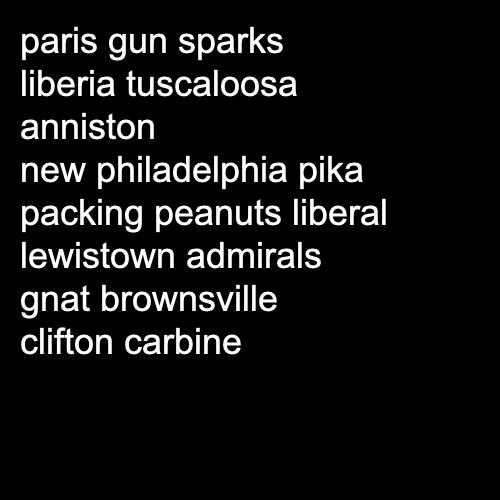 paris gun sparks
liberia tuscaloosa
anniston
new philadelphia pika
packing peanuts liberal
lewistown admirals
gnat brownsville
clifton carbine